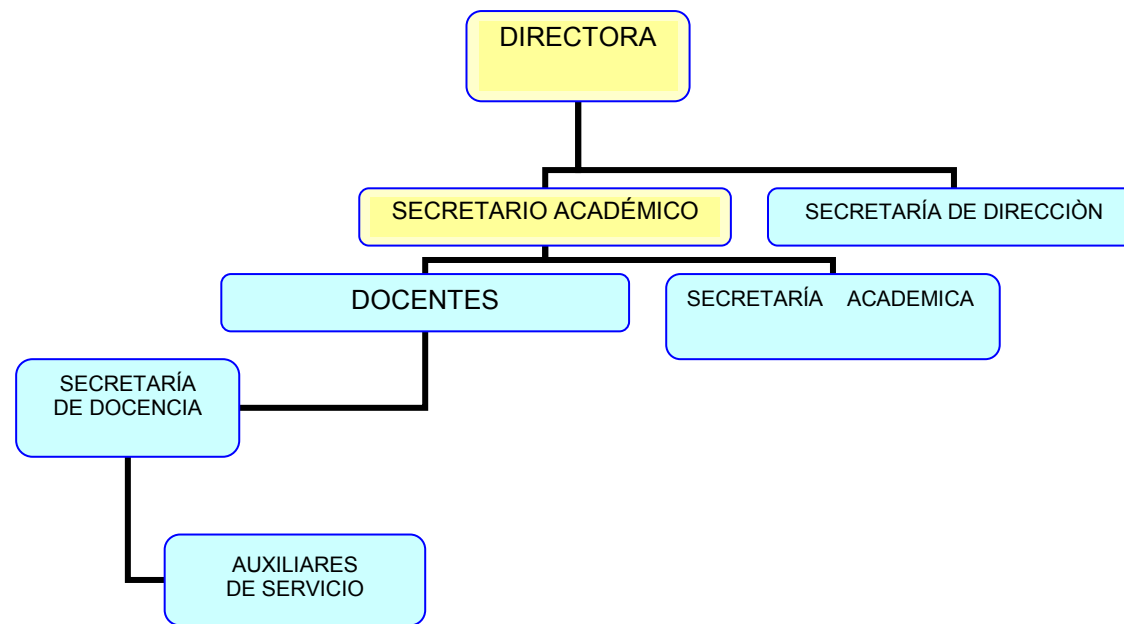 DIRECTORA
SECRETARIO ACADÉMICO
SECRETARÍA DE DIRECCIÒN
DOCENTES
SECRETARÍA ACADEMICA
SECRETARÍA
DE DOCENCIA
AUXILIARES
DE SERVICIO